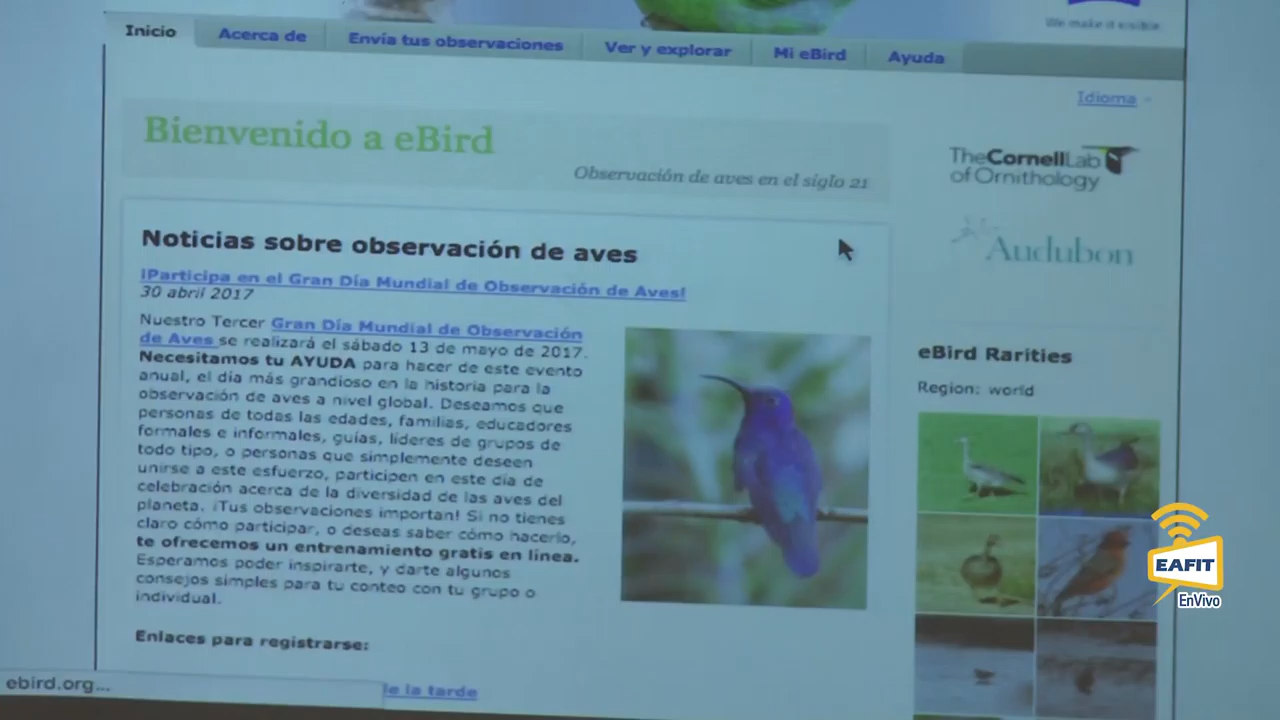 We make it visible.
Inicio
Acerca de
Envía tus observaciones
Ver y explorar
Mi eBird
Ayuda
Idioma
Bienvenido a eBird
Observación de aves en el siglo 21
TheCornellLab
of Ornithology
Audubon
Noticias sobre observación de aves
¡Participa en el Gran Día Mundial de Observación de Aves!
30 abril 2017
Nuestro Tercer Gran Día Mundial de Observación
de Aves se realizará el sábado 13 de mayo de 2017.
Necesitamos tu AYUDA para hacer de este evento
anual, el día más grandioso en la historia para la
observación de aves a nivel global. Deseamos que
personas de todas las edades, familias, educadores
formales e informales, guías, líderes de grupos de
todo tipo, o personas que simplemente deseen
unirse a este esfuerzo, participen en este día de
celebración acerca de la diversidad de las aves del
planeta. ¡Tus observaciones important! Si no tienes
claro cómo participar, o deseas saber cómo hacerlo,
te ofrecemos un entrenamiento gratis en línea.
Esperamos poder inspirarte, y darte algunos
consejos simples para tu conteo con tu grupo o
individual.
Enlaces para registrarse:
le la tarde
eBird Rarities
Region: world
ebird.org...
EAFIT
EnVivo